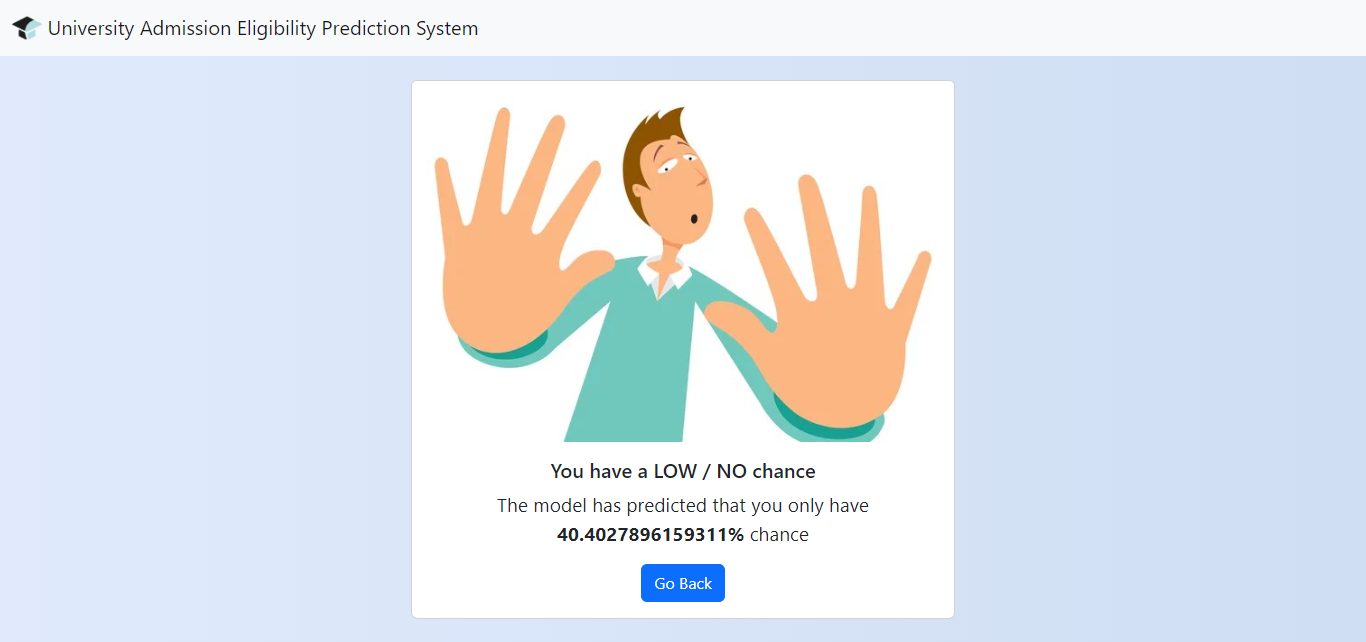 University Admission Eligibility Prediction System
You have a LOW / NO chance
The model has predicted that you only have
40.4027896159311% chance
Go Back